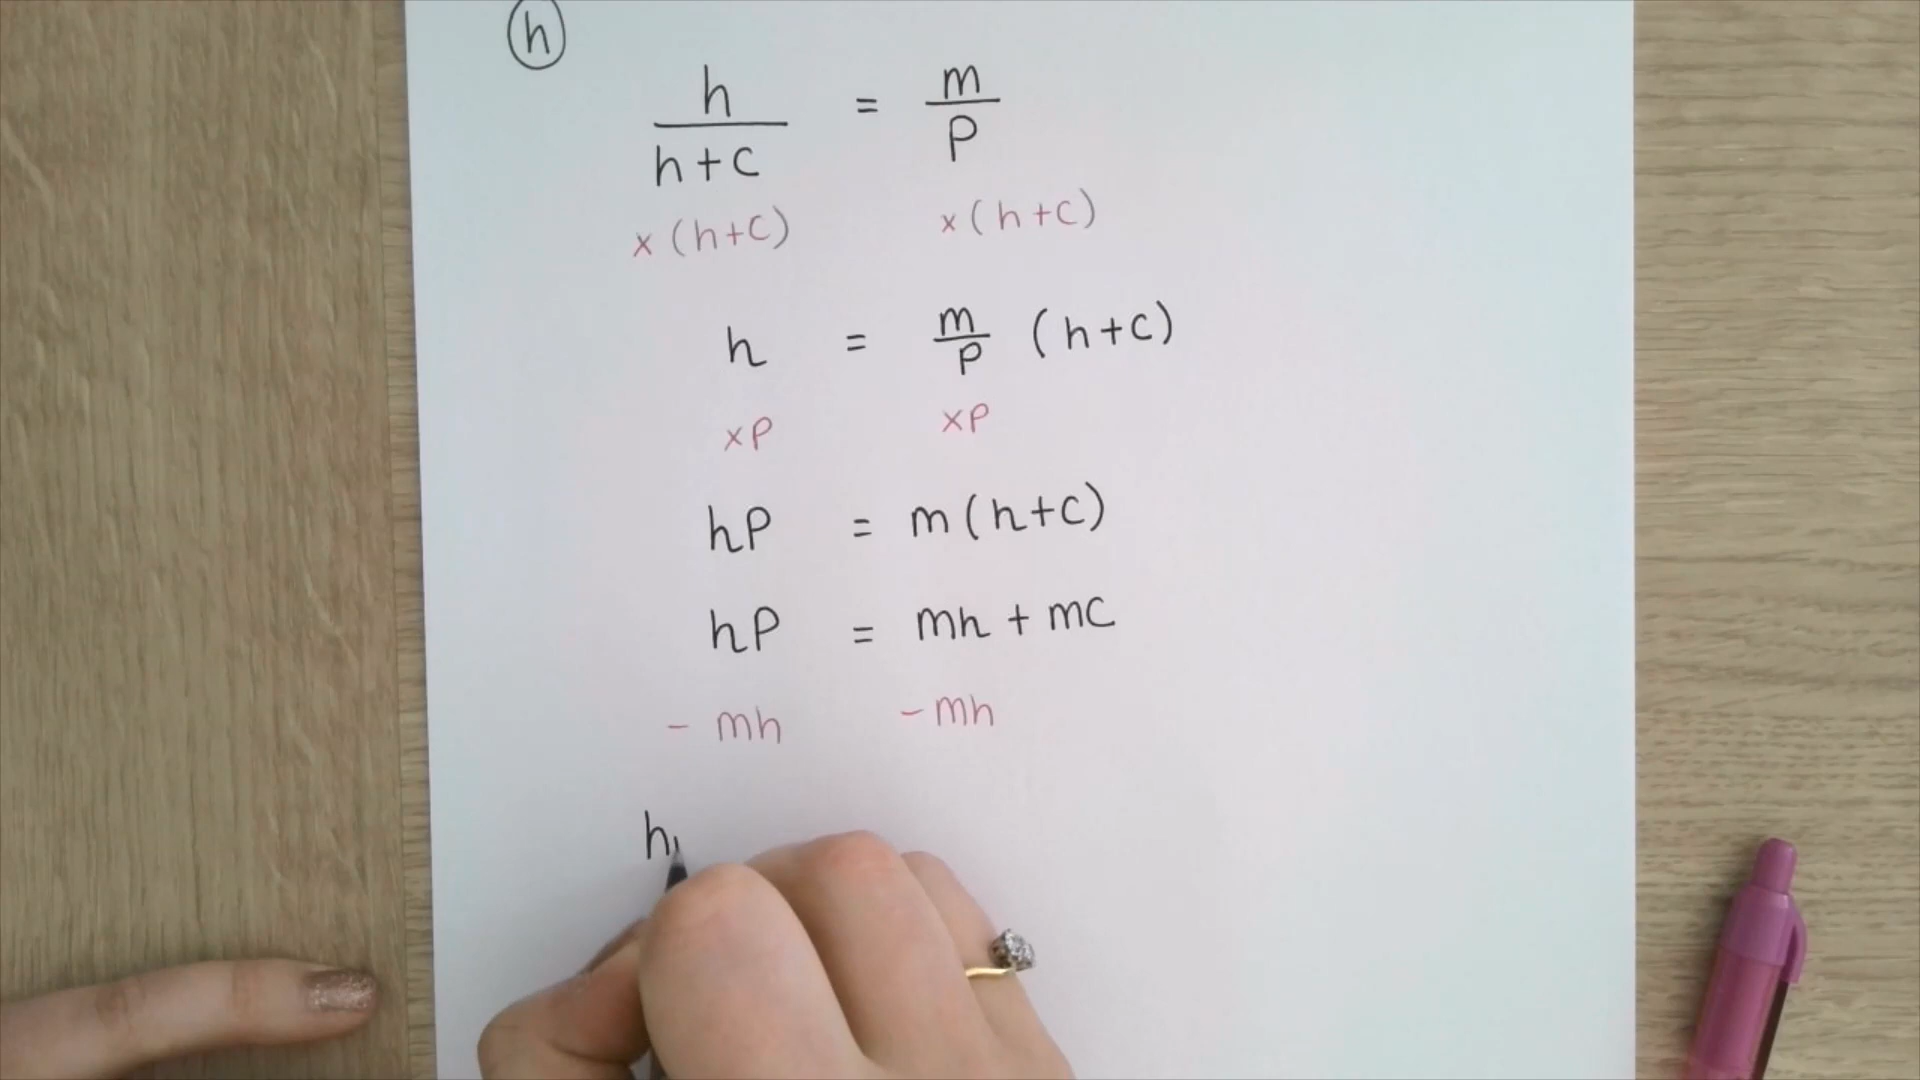 h
h/(h+c) = m/P
×(h+c) ×(h+c)
h = m/P (h+c)
×P ×P
hP = m(h+c)
hP = mh + mc
- mh -mh
h